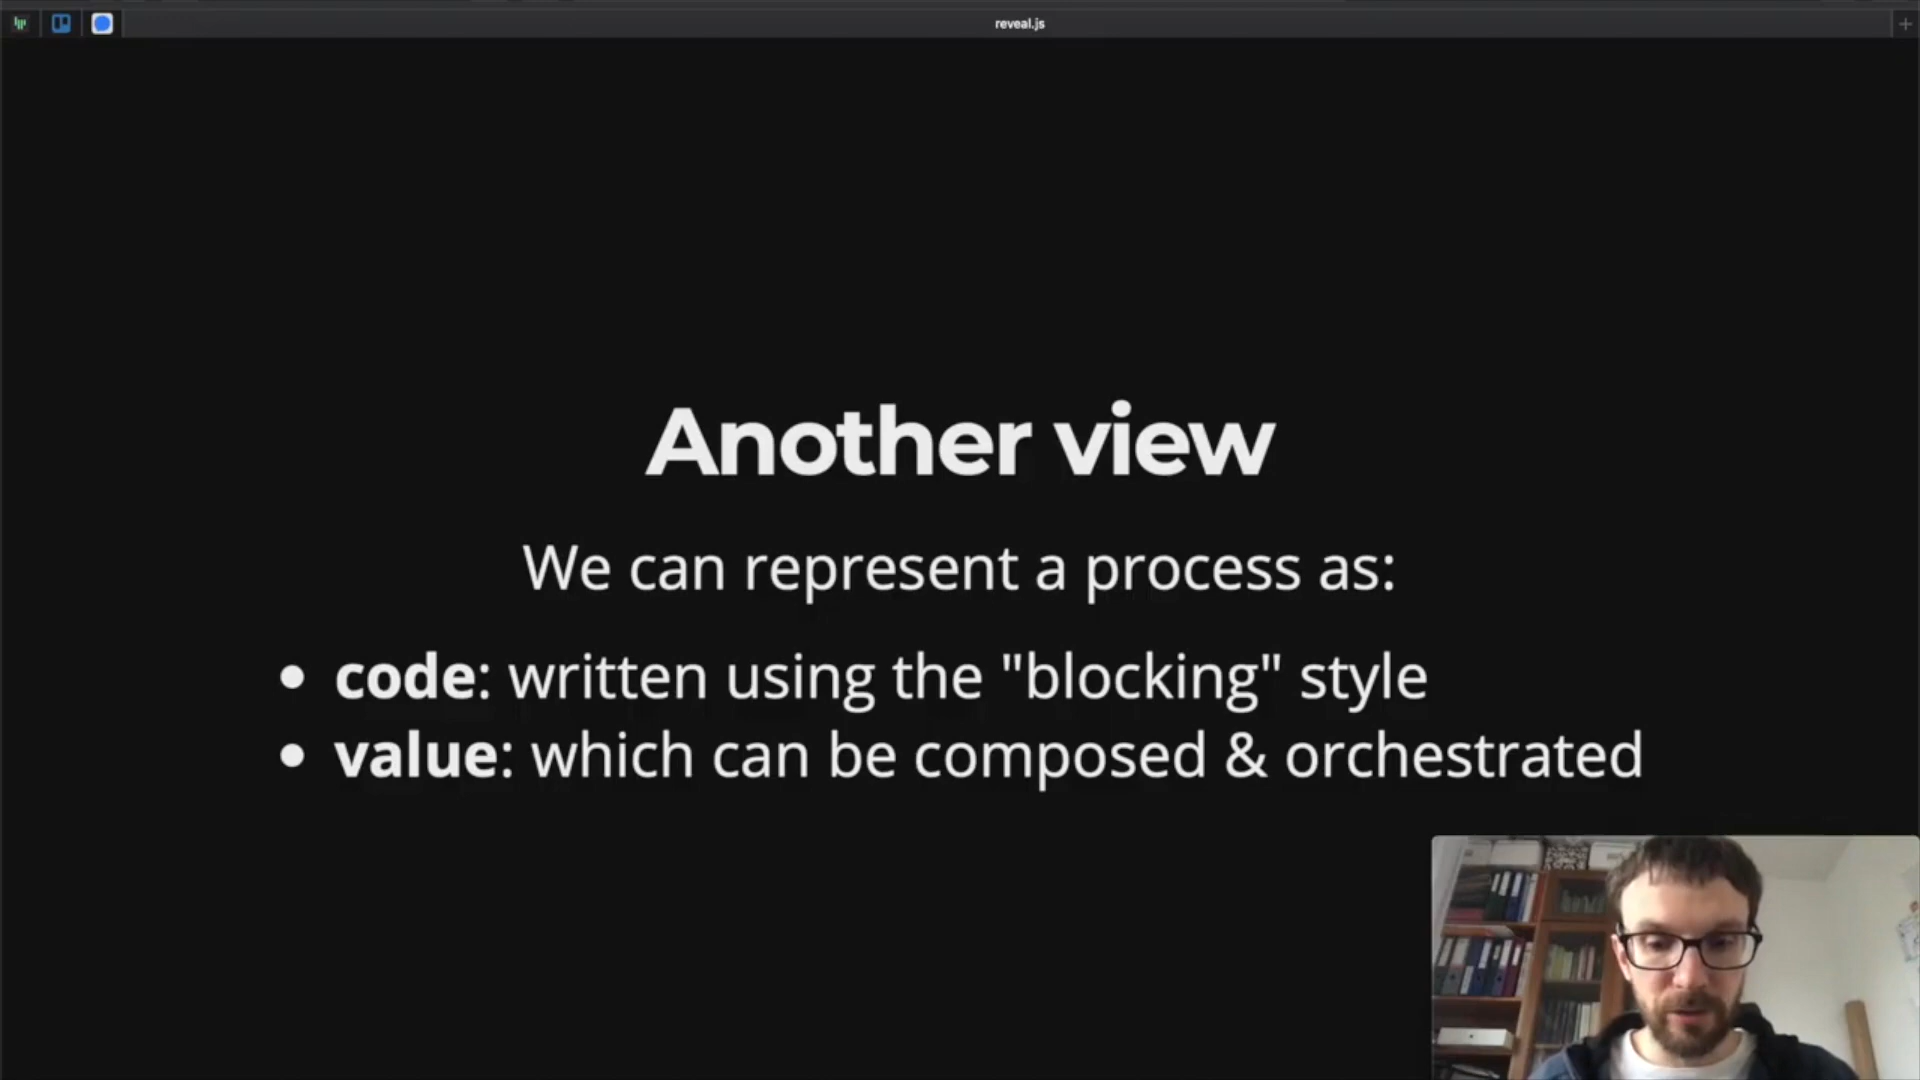 reveal.js
Another view
We can represent a process as:
• code: written using the "blocking" style
• value: which can be composed & orchestrated